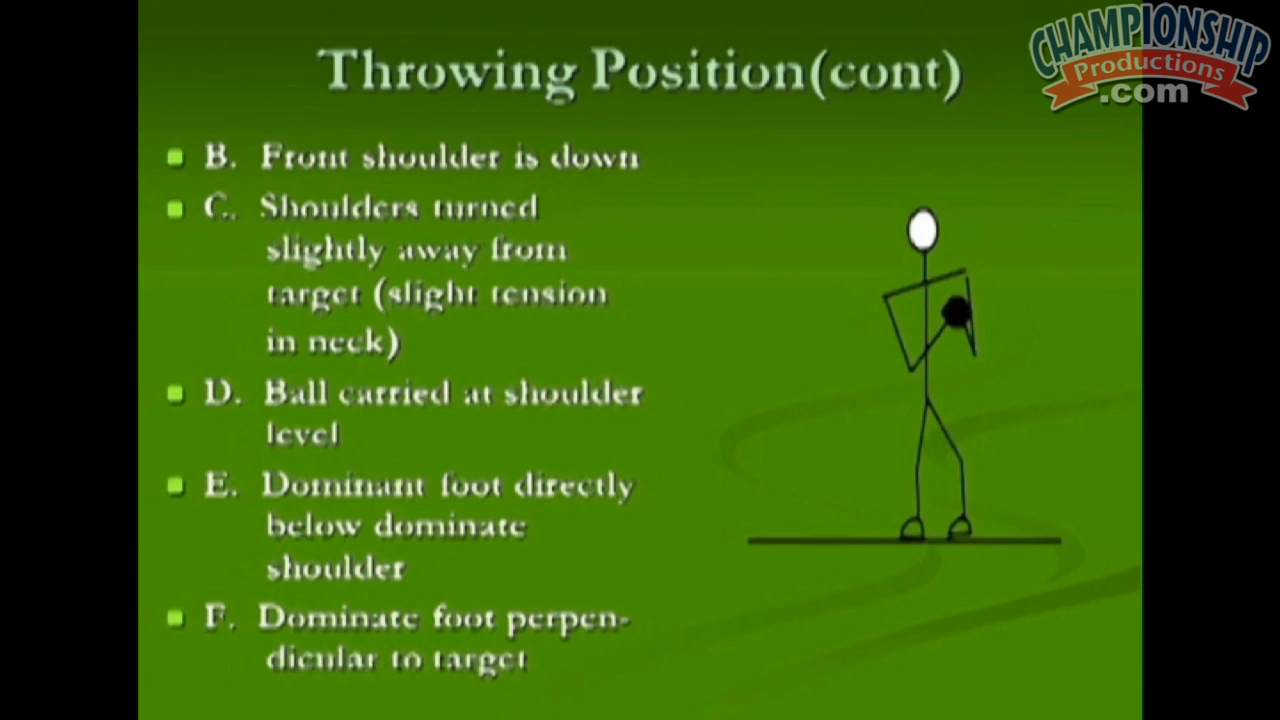 Throwing Position(cont)
CHAMPIONSHIP
Productions
.com
B. Front shoulder is down
C. Shoulders turned
slightly away from
target (slight tension
in neck)
D. Ball carried at shoulder
level
E. Dominant foot directly
below dominate
shoulder
F. Dominate foot perpen-
dicular to target